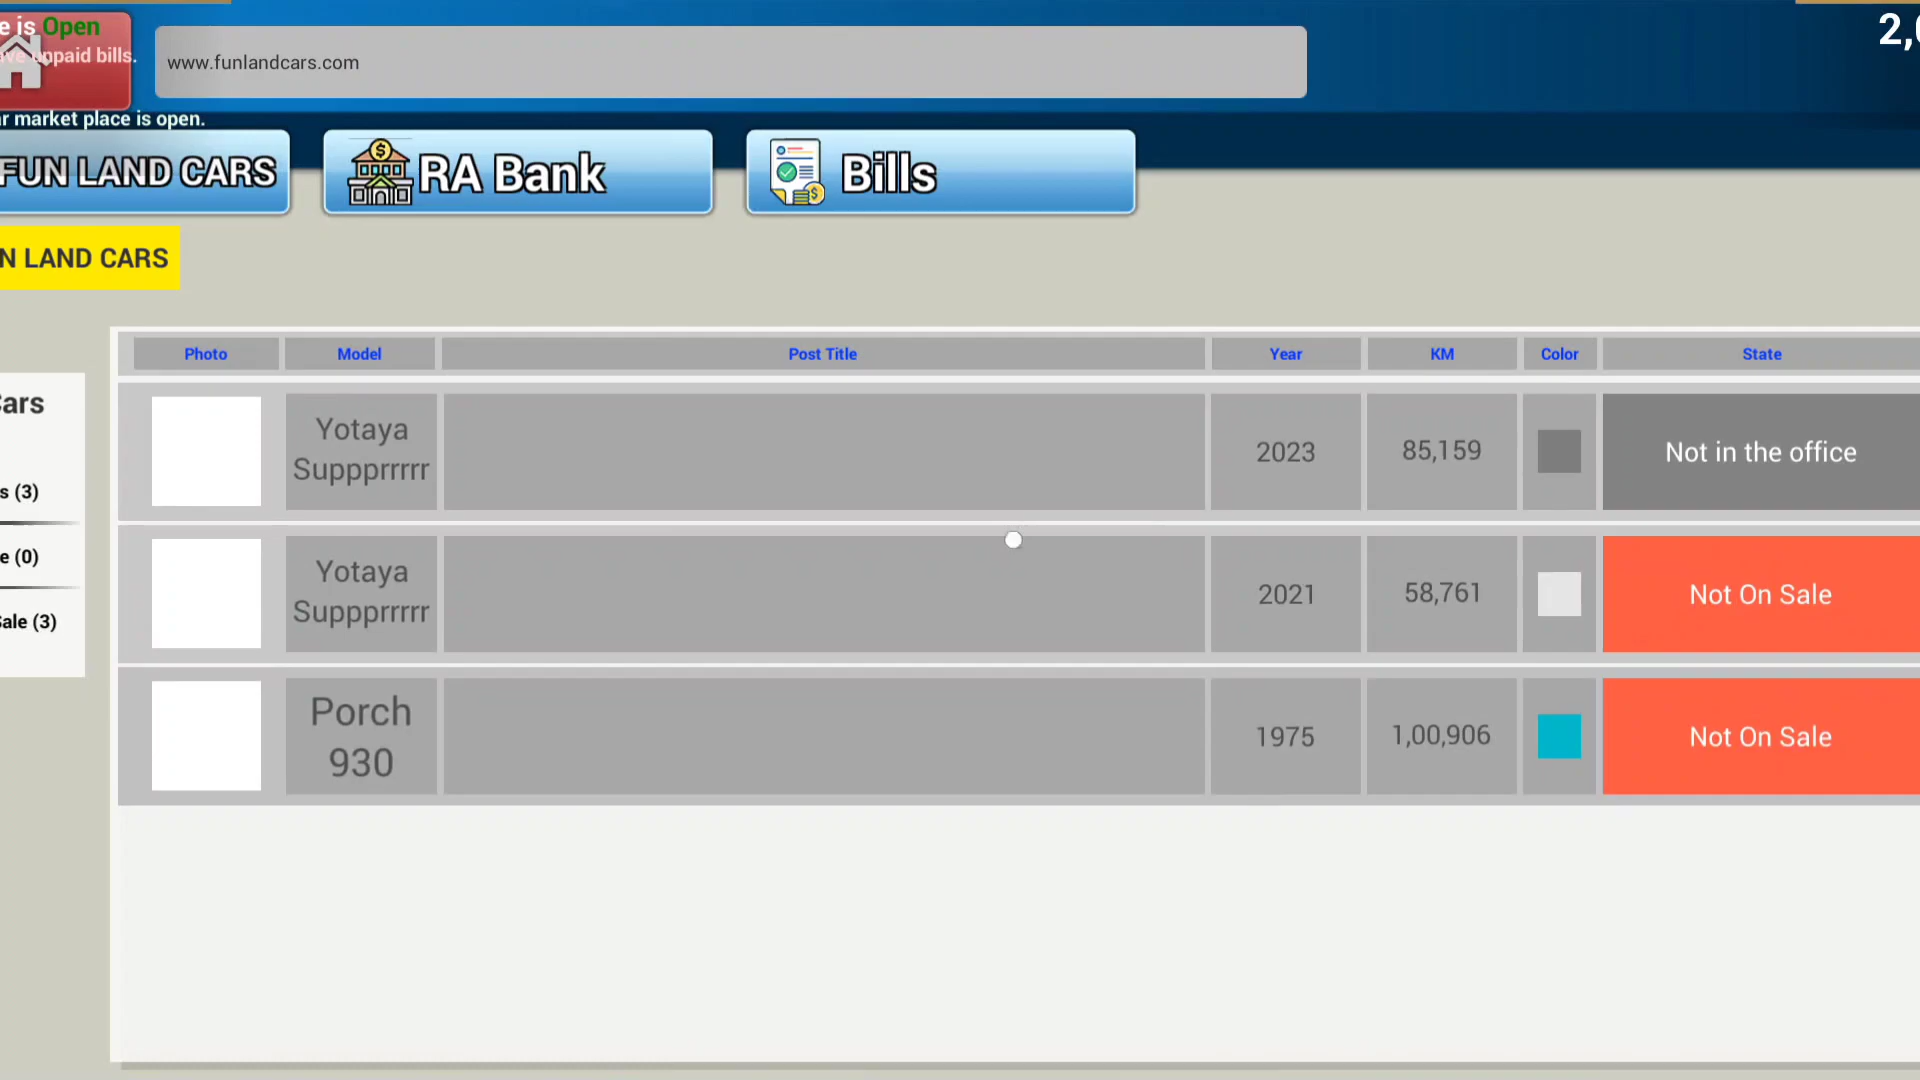 e is Open
ve unpaid bills.
www.funlandcars.com
2,
r market place is open.
FUN LAND CARS
RA Bank
Bills
N LAND CARS
Photo Model Post Title Year KM Color State
Cars
Yotaya
Suppprrrrr
2023 85,159 Not in the office
s (3)
e (0)
Yotaya
Suppprrrrr
2021 58,761 Not On Sale
Sale (3)
Porch
930
1975 1,00,906 Not On Sale